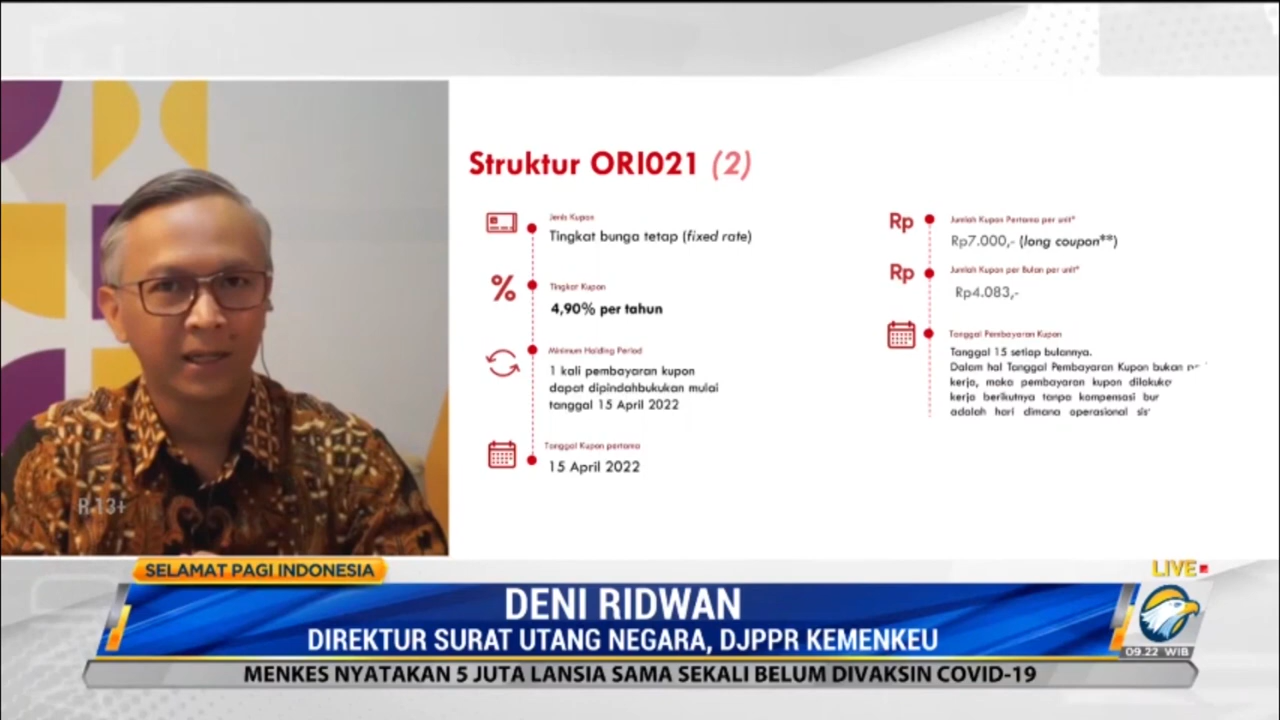 Struktur ORI021 (2)
Jenis Kupon
Tingkat bunga tetap (fixed rate)
%
Tingkat Kupon
4,90% per tahun
Minimum Holding Period
1 kali pembayaran kupon
dapat dipindahbukukan mulai
tanggal 15 April 2022
Tanggal Kupon pertama
15 April 2022
Rp
Jumlah Kupon Pertama per unit*
Rp7.000,- (long coupon**)
Rp
Jumlah Kupon per Bulan per unit*
Rp4.083,-
Tanggal Pembayaran Kupon
Tanggal 15 setiap bulannya.
Dalam hal Tanggal Pembayaran Kupon bukan
kerja, maka pembayaran kupon
kerja berikutnya tanpa kompensasi
adalah hari dimana operasional
R 13+
SELAMAT PAGI INDONESIA
LIVE
DENI RIDWAN
DIREKTUR SURAT UTANG NEGARA, DJPPR KEMENKEU
09.22 WIB
MENKES NYATAKAN 5 JUTA LANSIA SAMA SEKALI BELUM DIVAKSIN COVID-19